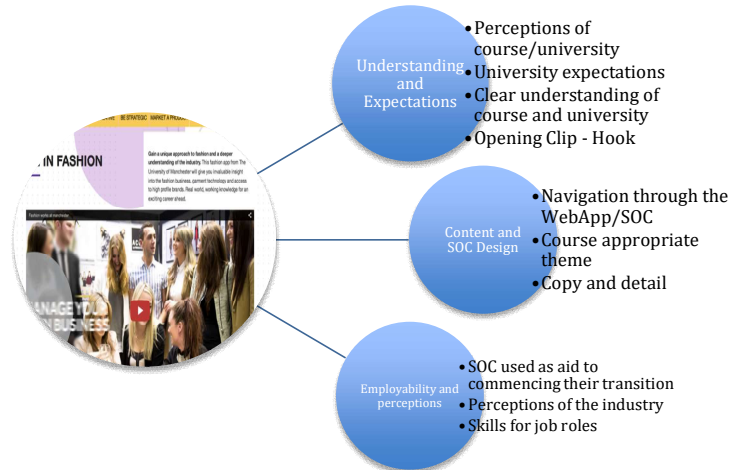 BE STRATEGIC MARKET A PRODU
IN FASHION
Gain a unique approach to fashion and a deeper
understanding of the industry. This fashion app from The
University of Manchester will give you invaluable insight
into the fashion business, garment technology and access
to high profile brands. Real world, working knowledge for an
exciting career ahead.
Fashion works at manchester
ANAGE YOU
N BUSINESS
Understanding
and
Expectations
•Perceptions of
course/university
•University expectations
•Clear understanding of
course and university
•Opening Clip - Hook
Content and
SOC Design
•Navigation through the
WebApp/SOC
•Course appropriate
theme
•Copy and detail
Employability and
perceptions
•SOC used as aid to
commencing their transition
•Perceptions of the industry
•Skills for job roles